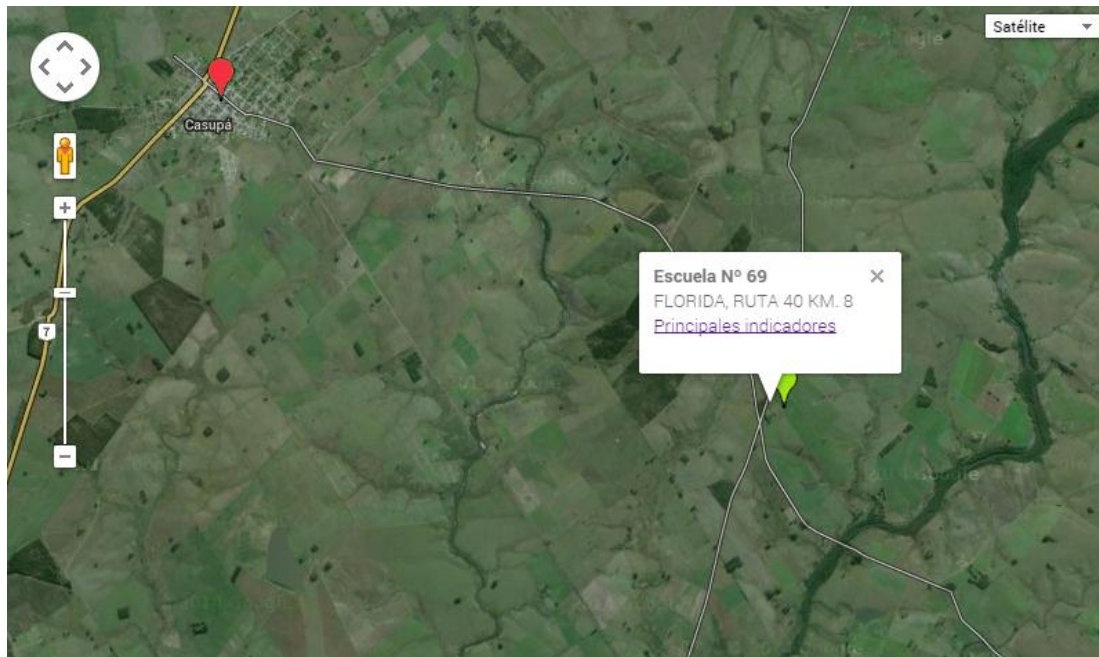 Satélite
Casupá
Escuela Nº 69
FLORIDA, RUTA 40 KM. 8
Principales indicadores
7